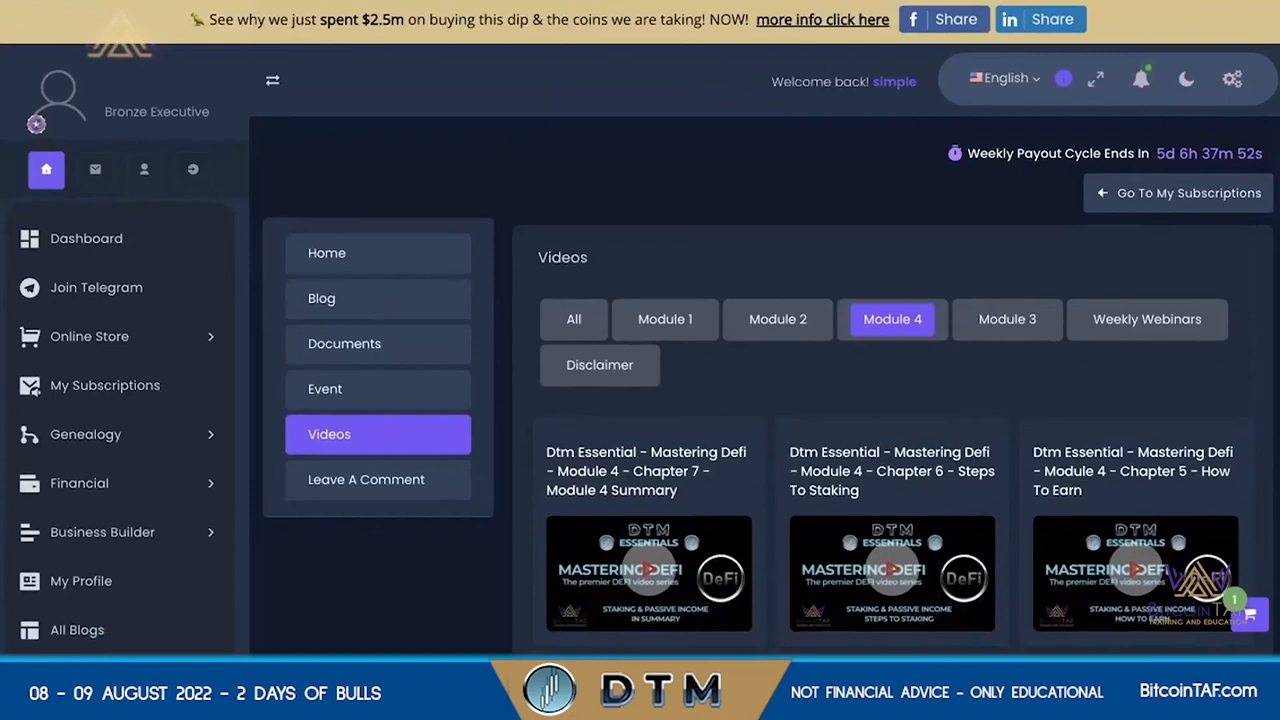 🦖 See why we just spent $2.5m on buying this dip & the coins we are taking! NOW! more info click here
f Share
in Share
Bronze Executive
Welcome back! simple
English
Weekly Payout Cycle Ends In 5d 6h 37m 52s
Go To My Subscriptions
Dashboard
Join Telegram
Online Store
My Subscriptions
Genealogy
Financial
Business Builder
My Profile
All Blogs
Home
Blog
Documents
Event
Videos
Leave A Comment
Videos
All
Module 1
Module 2
Module 4
Module 3
Weekly Webinars
Disclaimer
Dtm Essential - Mastering Defi
- Module 4 - Chapter 7 -
Module 4 Summary
DTM
ESSENTIALS
MASTERING DEFI
The premier DEFI video series
DeFi
STAKING & PASSIVE INCOME
IN SUMMARY
Dtm Essential - Mastering Defi
- Module 4 - Chapter 6 - Steps
To Staking
DTM
ESSENTIALS
MASTERING DEFI
The premier DEFI video series
DeFi
STAKING & PASSIVE INCOME
STEPS TO STAKING
Dtm Essential - Mastering Defi
- Module 4 - Chapter 5 - How
To Earn
DTM
ESSENTIALS
MASTERING DEFI
The premier DEFI video series
STAKING & PASSIVE INCOME
HOW TO EARN
BITCOINTAF
TRAINING AND EDUCATION
1
08 - 09 AUGUST 2022 - 2 DAYS OF BULLS
DTM
NOT FINANCIAL ADVICE - ONLY EDUCATIONAL
BitcoinTAF.com